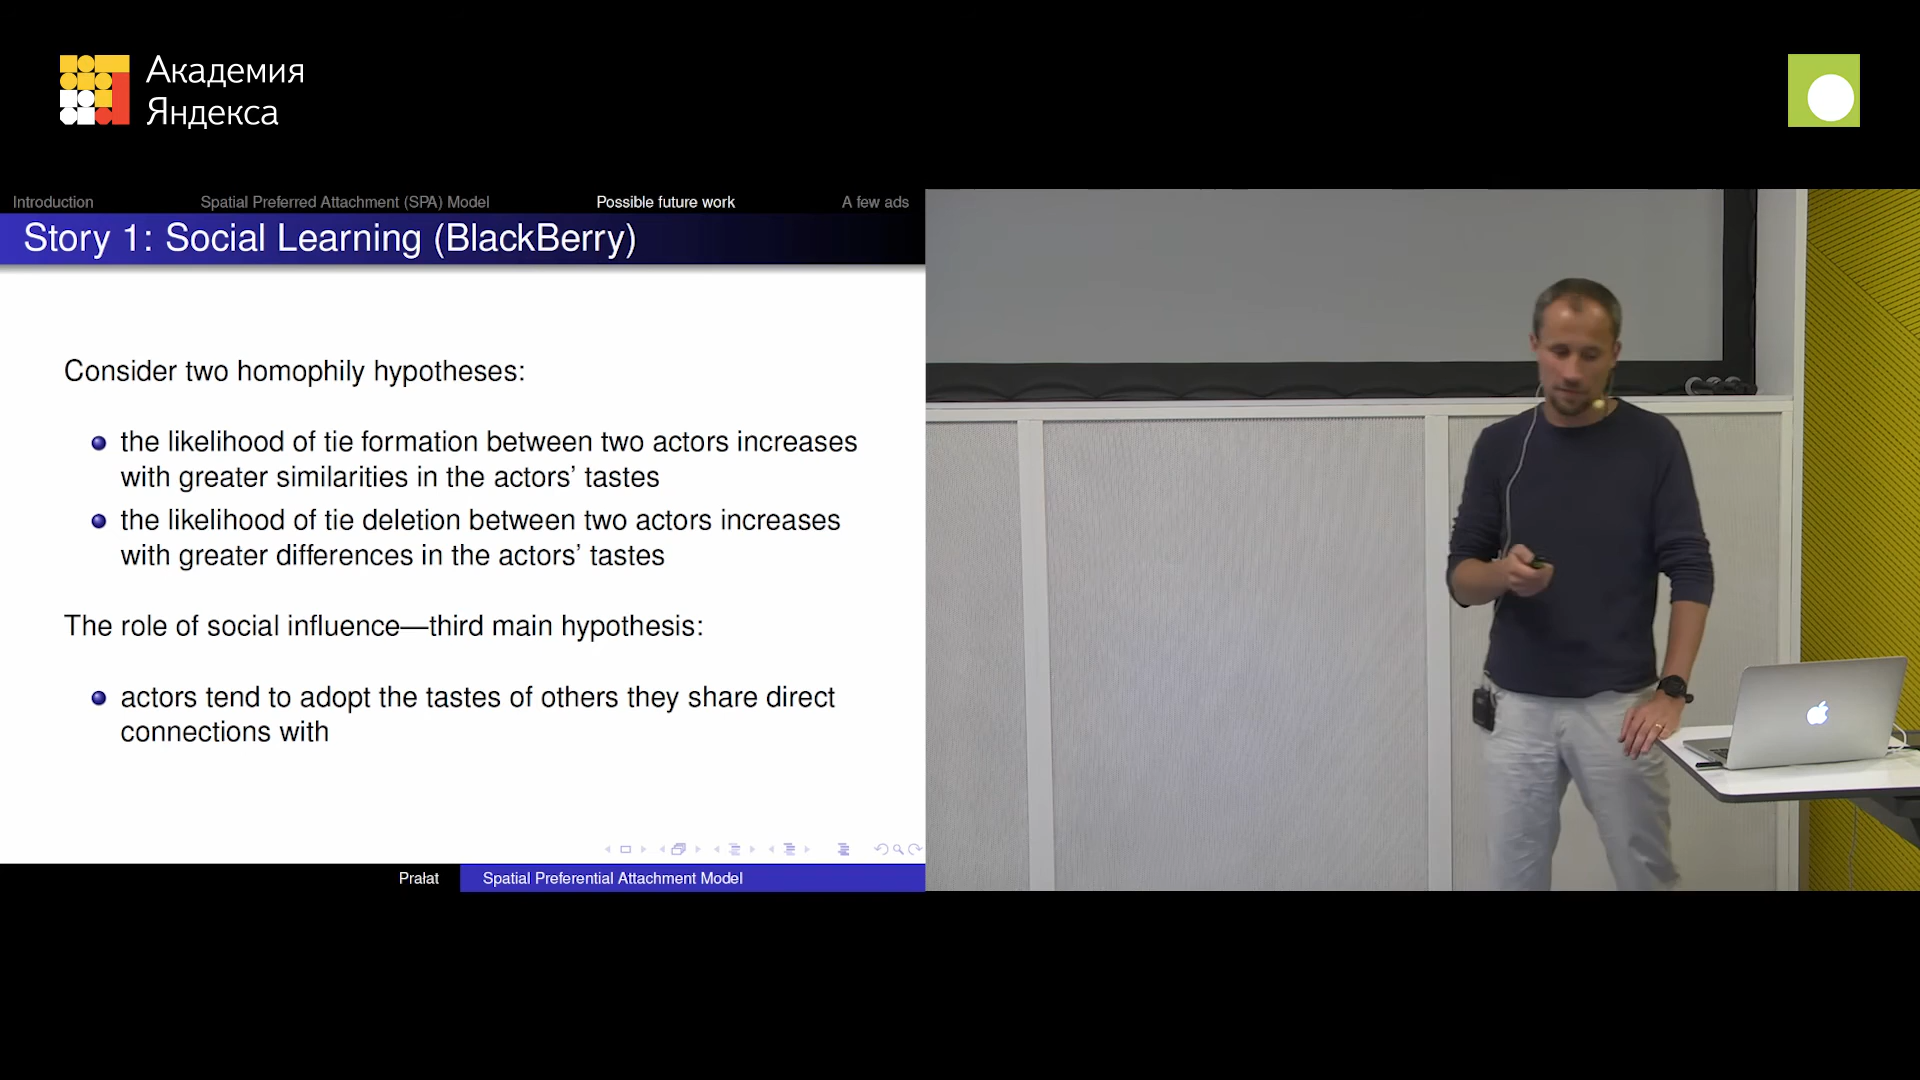 Академия
Яндекса
Introduction Spatial Preferred Attachment (SPA) Model Possible future work A few ads
Story 1: Social Learning (BlackBerry)
Consider two homophily hypotheses:
the likelihood of tie formation between two actors increases
with greater similarities in the actors' tastes
the likelihood of tie deletion between two actors increases
with greater differences in the actors' tastes
The role of social influence—third main hypothesis:
actors tend to adopt the tastes of others they share direct
connections with
Prałat Spatial Preferential Attachment Model